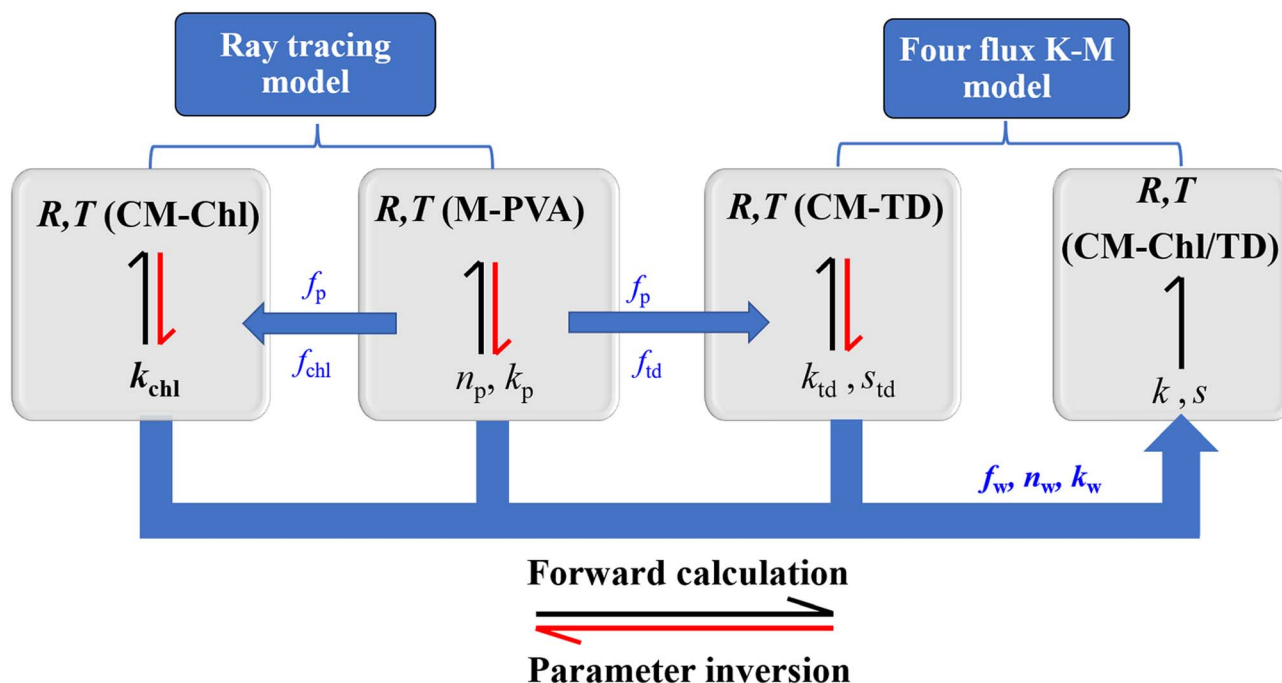 Ray tracing
model
Four flux K-M
model
R,T (CM-Chl)
k_chl
R,T (M-PVA)
n_p, k_p
R,T (CM-TD)
k_td , s_td
R,T
(CM-Chl/TD)
k , s
f_p
f_chl
f_p
f_td
f_w, n_w, k_w
Forward calculation
Parameter inversion